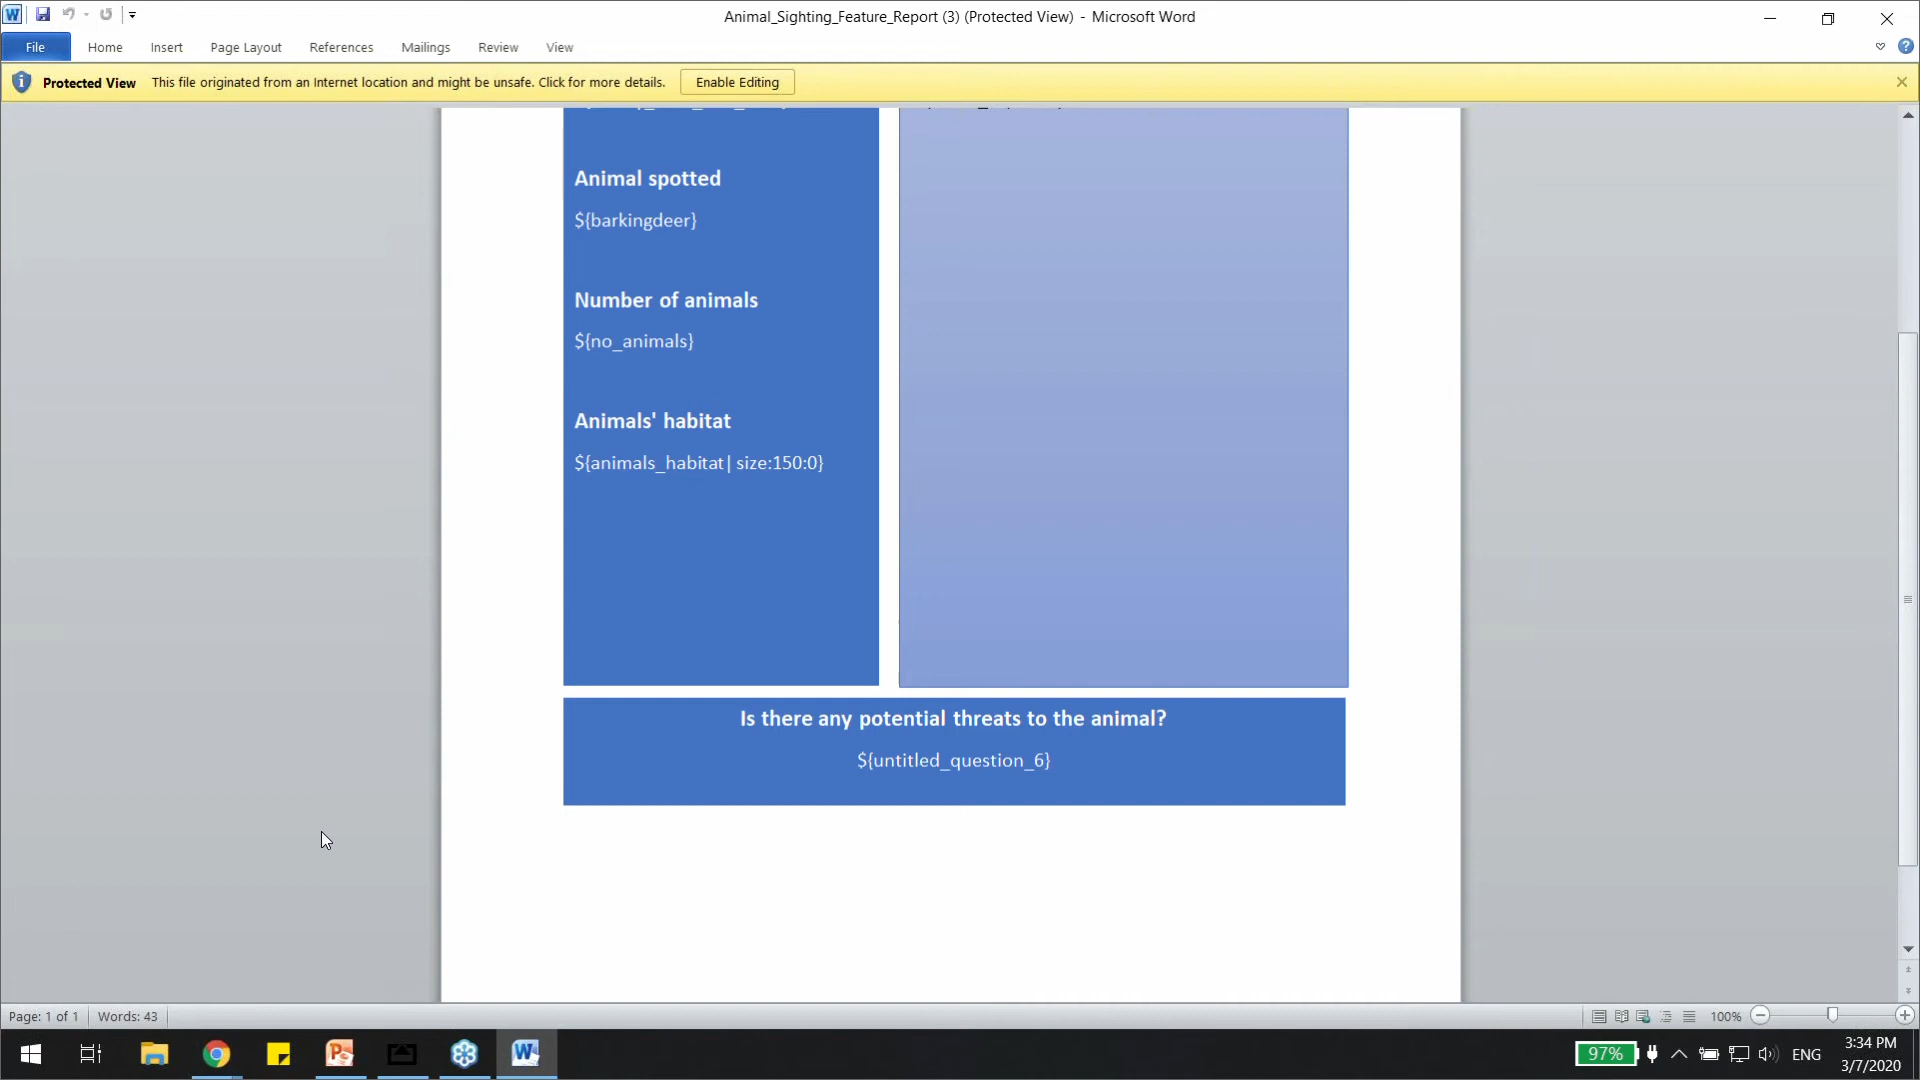 Animal_Sighting_Feature_Report (3) (Protected View) - Microsoft Word
File Home Insert Page Layout References Mailings Review View
Protected View This file originated from an Internet location and might be unsafe. Click for more details. Enable Editing
Animal spotted
${barkingdeer}
Number of animals
${no_animals}
Animals' habitat
${animals_habitat| size:150:0}
Is there any potential threats to the animal?
${untitled_question_6}
Page: 1 of 1 Words: 43
100%
97% ENG
3:34 PM
3/7/2020